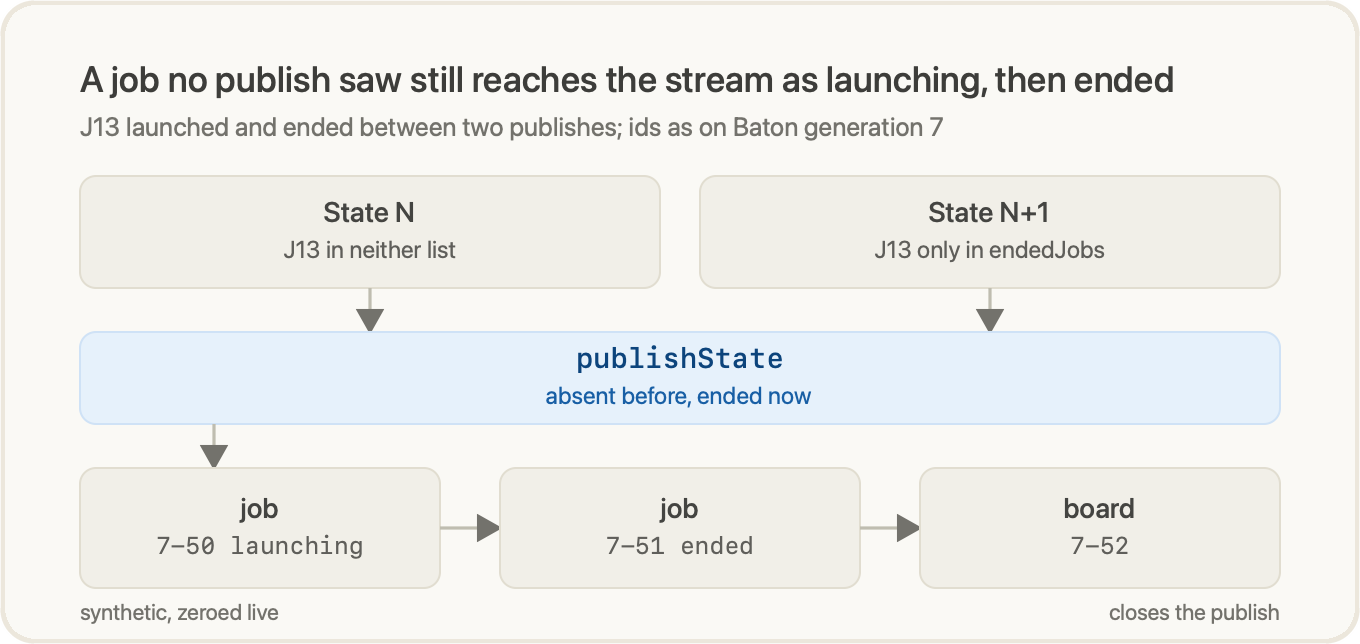 A job no publish saw still reaches the stream as launching, then ended
J13 launched and ended between two publishes; ids as on Baton generation 7
State N
J13 in neither list
State N+1
J13 only in endedJobs
publishState
absent before, ended now
job
7–50 launching
job
7–51 ended
board
7–52
synthetic, zeroed live
closes the publish